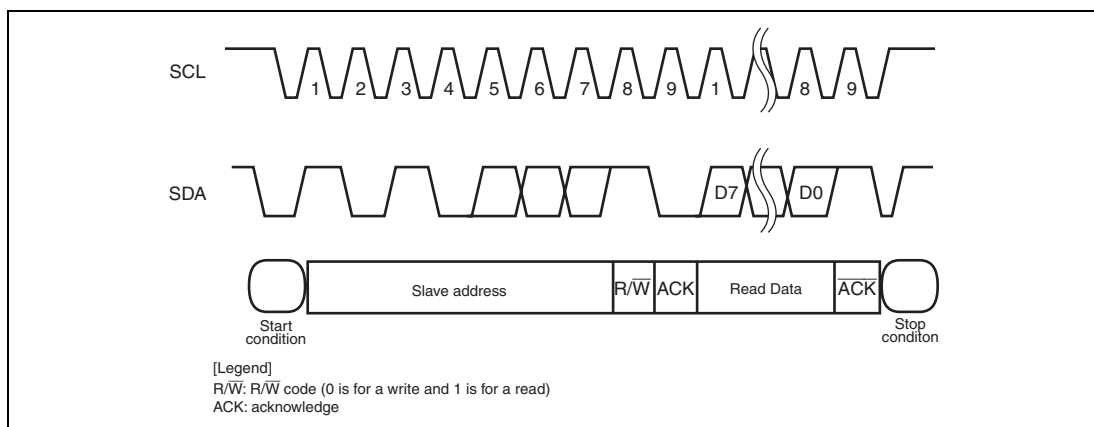 SCL
1 2 3 4 5 6 7 8 9 1 8 9
SDA
D7 D0
Slave address R/W̅ ACK Read Data A̅C̅K̅
Start condition
Stop conditon
[Legend]
R/W̅: R/W̅ code (0 is for a write and 1 is for a read)
ACK: acknowledge